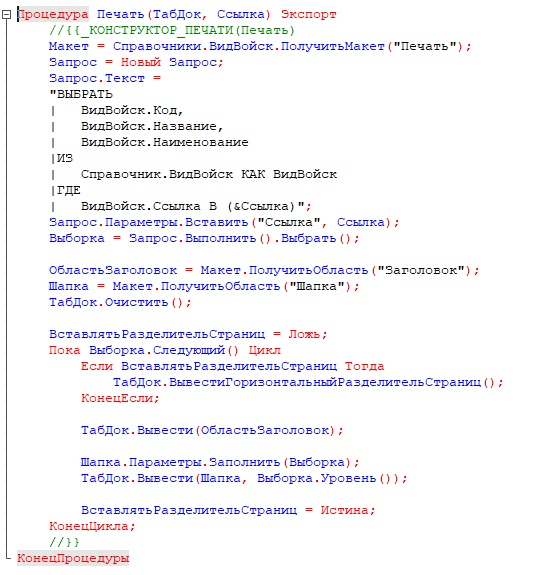 Процедура Печать(ТабДок, Ссылка) Экспорт
//{{_КОНСТРУКТОР_ПЕЧАТИ(Печать)
Макет = Справочники.ВидВойск.ПолучитьМакет("Печать");
Запрос = Новый Запрос;
Запрос.Текст =
"ВЫБРАТЬ
|   ВидВойск.Код,
|   ВидВойск.Название,
|   ВидВойск.Наименование
|ИЗ
|   Справочник.ВидВойск КАК ВидВойск
|ГДЕ
|   ВидВойск.Ссылка В (&Ссылка)";
Запрос.Параметры.Вставить("Ссылка", Ссылка);
Выборка = Запрос.Выполнить().Выбрать();
ОбластьЗаголовок = Макет.ПолучитьОбласть("Заголовок");
Шапка = Макет.ПолучитьОбласть("Шапка");
ТабДок.Очистить();
ВставлятьРазделительСтраниц = Ложь;
Пока Выборка.Следующий() Цикл
Если ВставлятьРазделительСтраниц Тогда
ТабДок.ВывестиГоризонтальныйРазделительСтраниц();
КонецЕсли;
ТабДок.Вывести(ОбластьЗаголовок);
Шапка.Параметры.Заполнить(Выборка);
ТабДок.Вывести(Шапка, Выборка.Уровень());
ВставлятьРазделительСтраниц = Истина;
КонецЦикла;
//}}
КонецПроцедуры